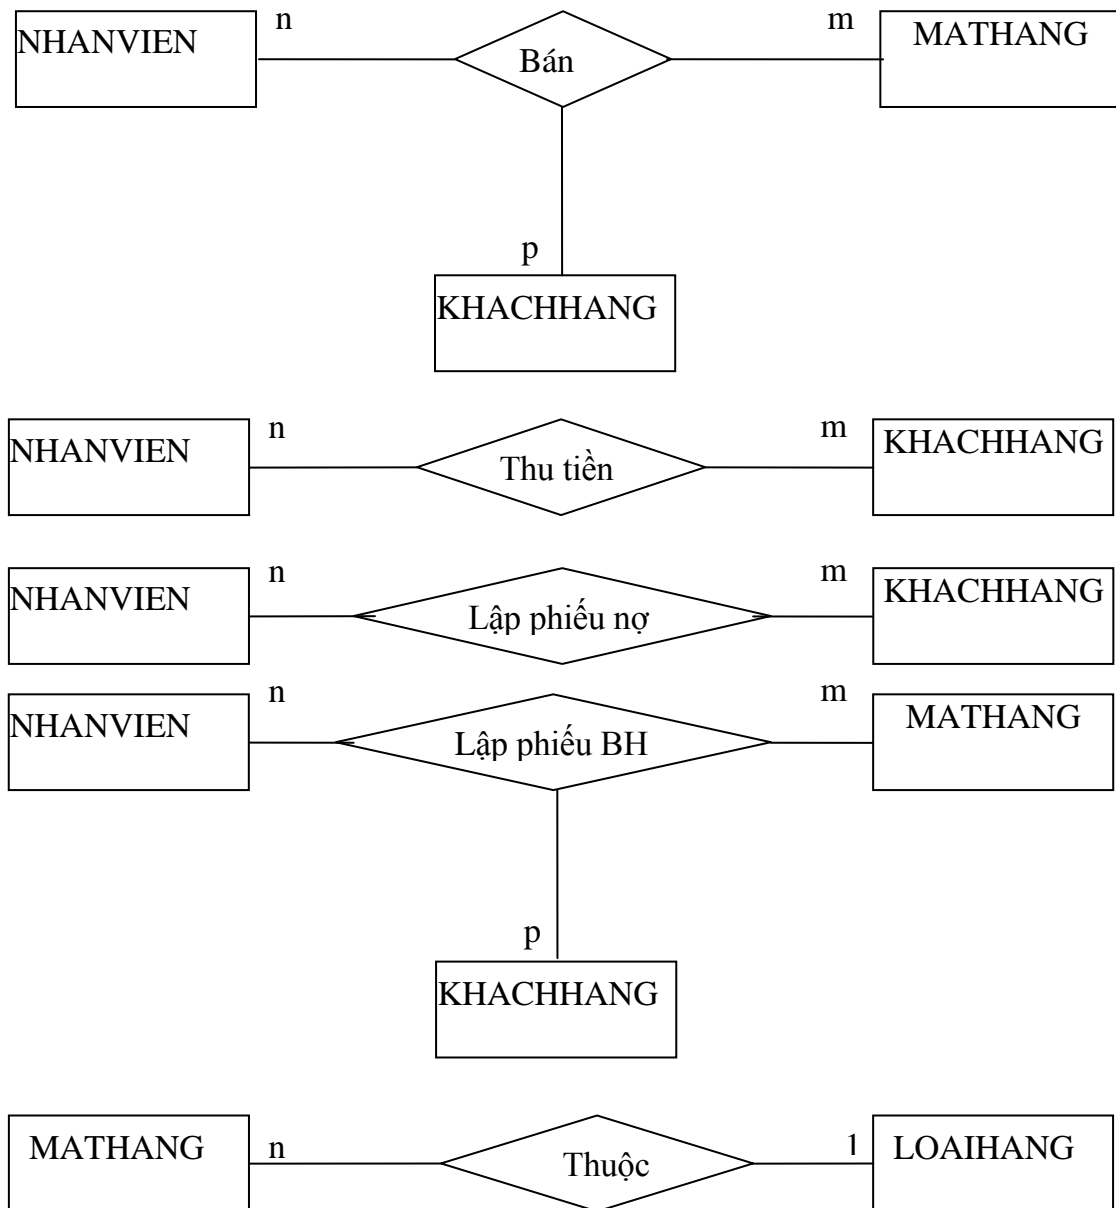 n
m
NHANVIEN
Bán
MATHANG
p
KHACHHANG
n
m
NHANVIEN
Thu tiền
KHACHHANG
n
m
NHANVIEN
Lập phiếu nợ
KHACHHANG
n
m
NHANVIEN
Lập phiếu BH
MATHANG
p
KHACHHANG
MATHANG
n
Thuộc
1
LOAIHANG